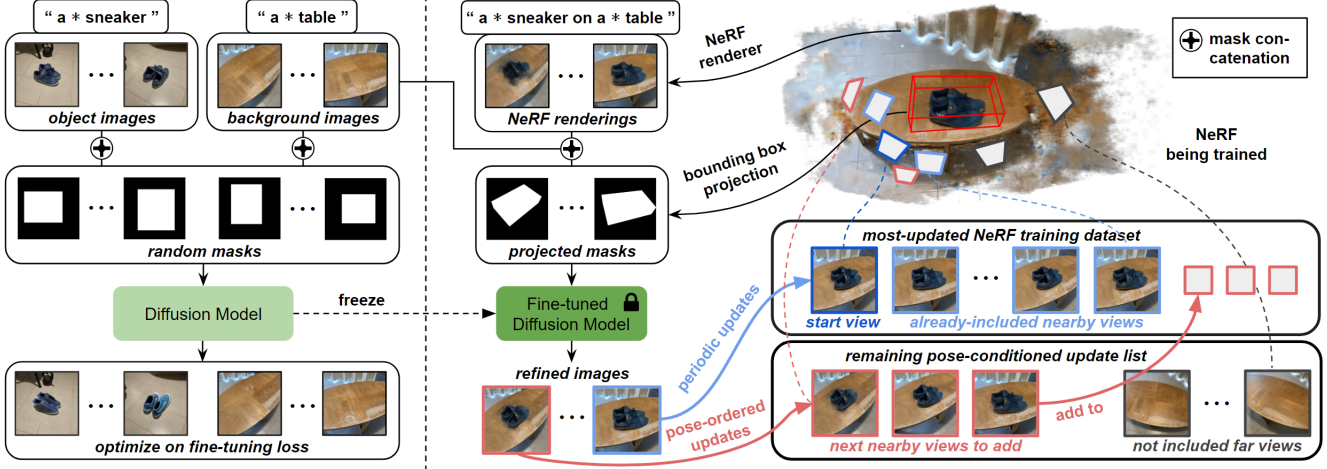 “ a * sneaker ”
“ a * table ”
object images
background images
random masks
Diffusion Model
optimize on fine-tuning loss
freeze
“ a * sneaker on a * table ”
NeRF renderings
projected masks
Fine-tuned
Diffusion Model
refined images
NeRF
renderer
bounding box
projection
mask con-
catenation
NeRF
being trained
periodic updates
pose-ordered
updates
most-updated NeRF training dataset
start view
already-included nearby views
remaining pose-conditioned update list
add to
next nearby views to add
not included far views